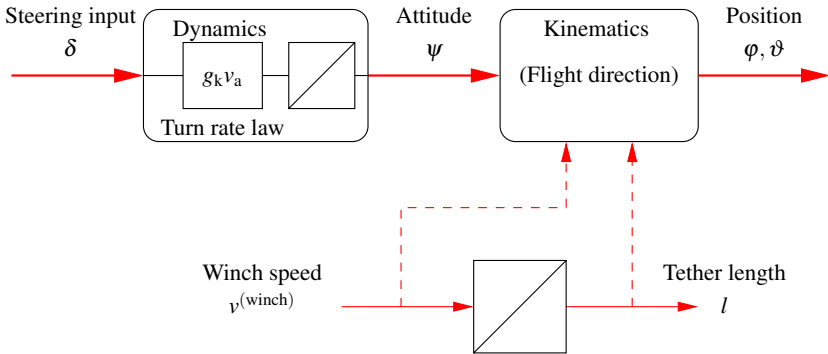 Steering input
δ
Dynamics
g_k v_a
Turn rate law
Attitude
ψ
Kinematics
(Flight direction)
Position
φ, ϑ
Winch speed
v^(winch)
Tether length
l